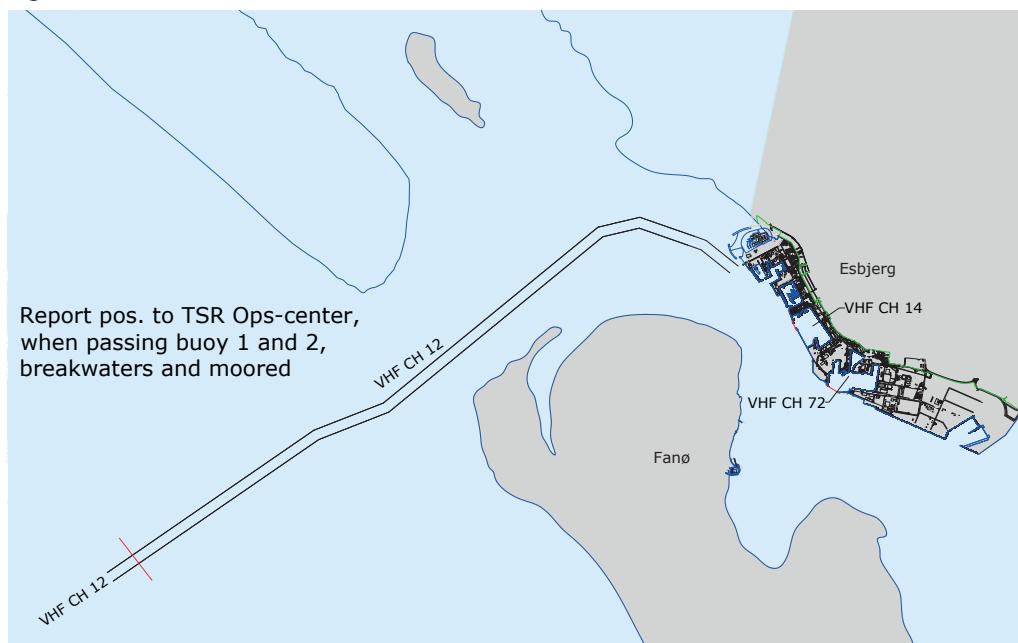 Esbjerg
VHF CH 14
Report pos. to TSR Ops-center,
when passing buoy 1 and 2,
breakwaters and moored
VHF CH 12
VHF CH 72
Fanø
VHF CH 12